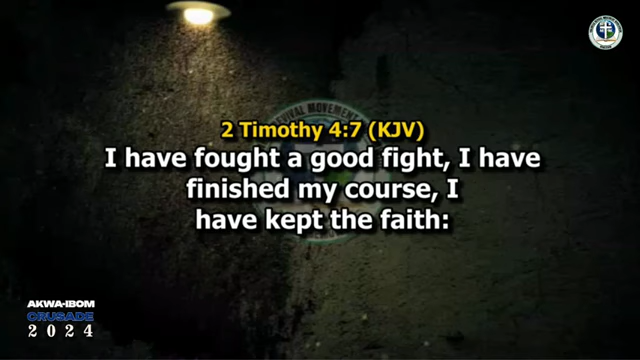 2 Timothy 4:7 (KJV)
I have fought a good fight, I have
finished my course, I
have kept the faith:
AKWA-IBOM
CRUSADE
2024